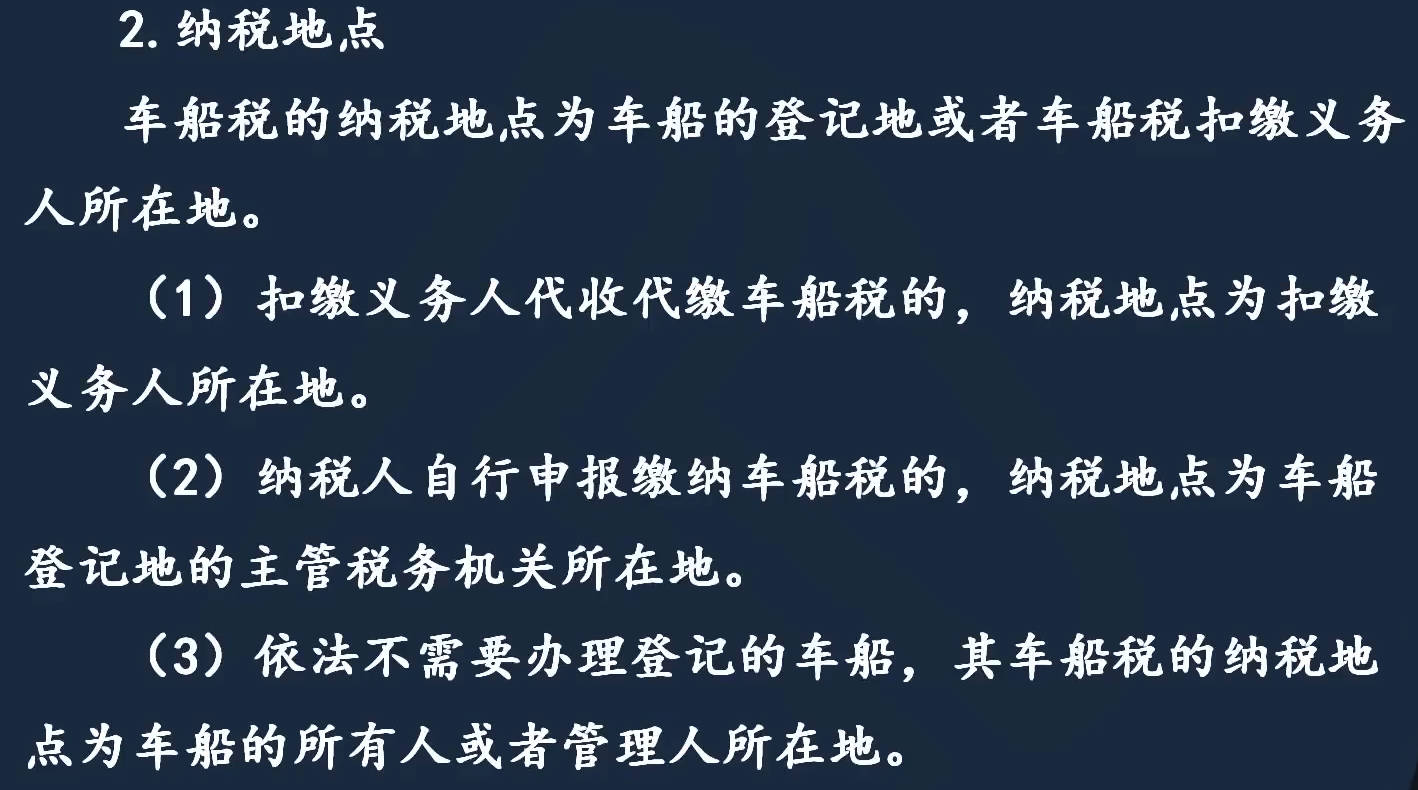 2. 纳税地点
车船税的纳税地点为车船的登记地或者车船税扣缴义务
人所在地。
（1）扣缴义务人代收代缴车船税的，纳税地点为扣缴
义务人所在地。
（2）纳税人自行申报缴纳车船税的，纳税地点为车船
登记地的主管税务机关所在地。
（3）依法不需要办理登记的车船，其车船税的纳税地
点为车船的所有人或者管理人所在地。